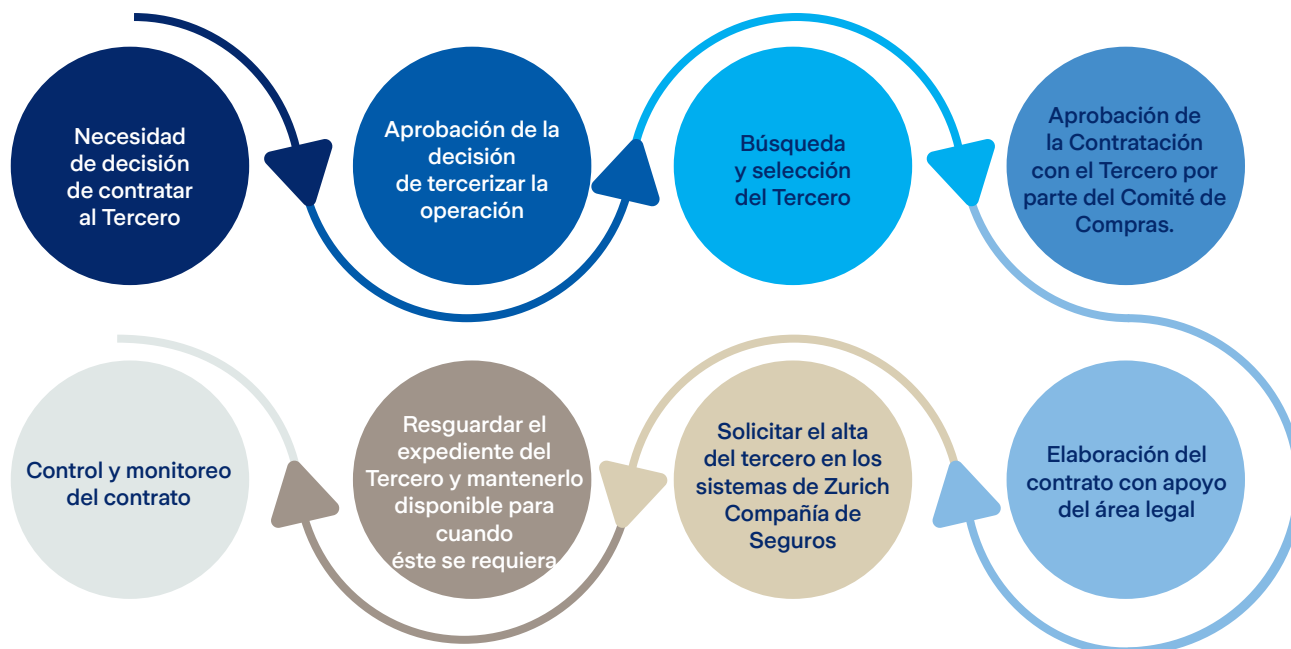 Necesidad
de decisión
de contratar
al Tercero
Aprobación de la
decisión
de tercerizar la
operación
Búsqueda
y selección
del Tercero
Aprobación de
la Contratación
con el Tercero por
parte del Comité de
Compras.
Control y monitoreo
del contrato
Resguardar el
expediente del
Tercero y mantenerlo
disponible para
cuando
éste se requiera
Solicitar el alta
del tercero en los
sistemas de Zurich
Compañía de
Seguros
Elaboración del
contrato con apoyo
del área legal